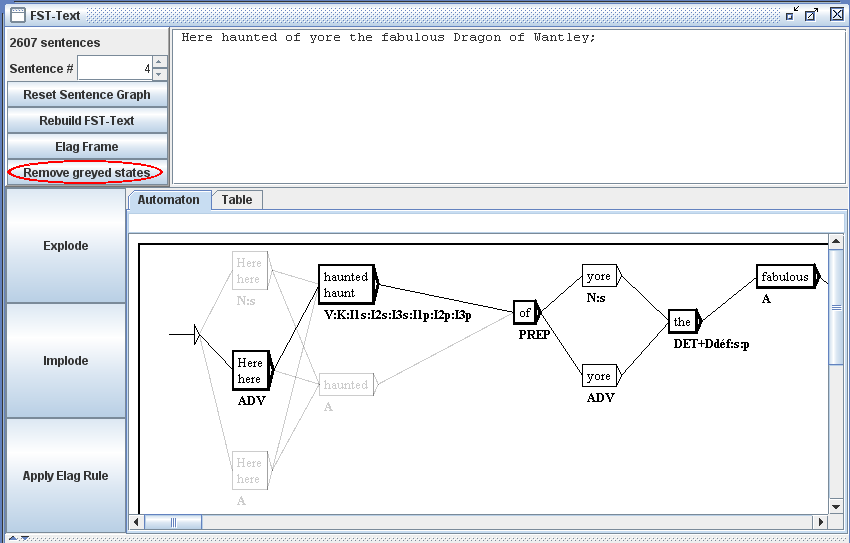 FST-Text
2607 sentences
Sentence # 4
Reset Sentence Graph
Rebuild FST-Text
Elag Frame
Remove greyed states
Here haunted of yore the fabulous Dragon of Wantley;
Explode
Implode
Apply Elag Rule
Automaton Table
Here
here
N:s
haunted
haunt
V:K:I1s:I2s:I3s:I1p:I2p:I3p
Here
here
ADV
haunted
A
Here
here
A
of
PREP
yore
N:s
yore
ADV
the
DET+Ddéf:s:p
fabulous
A